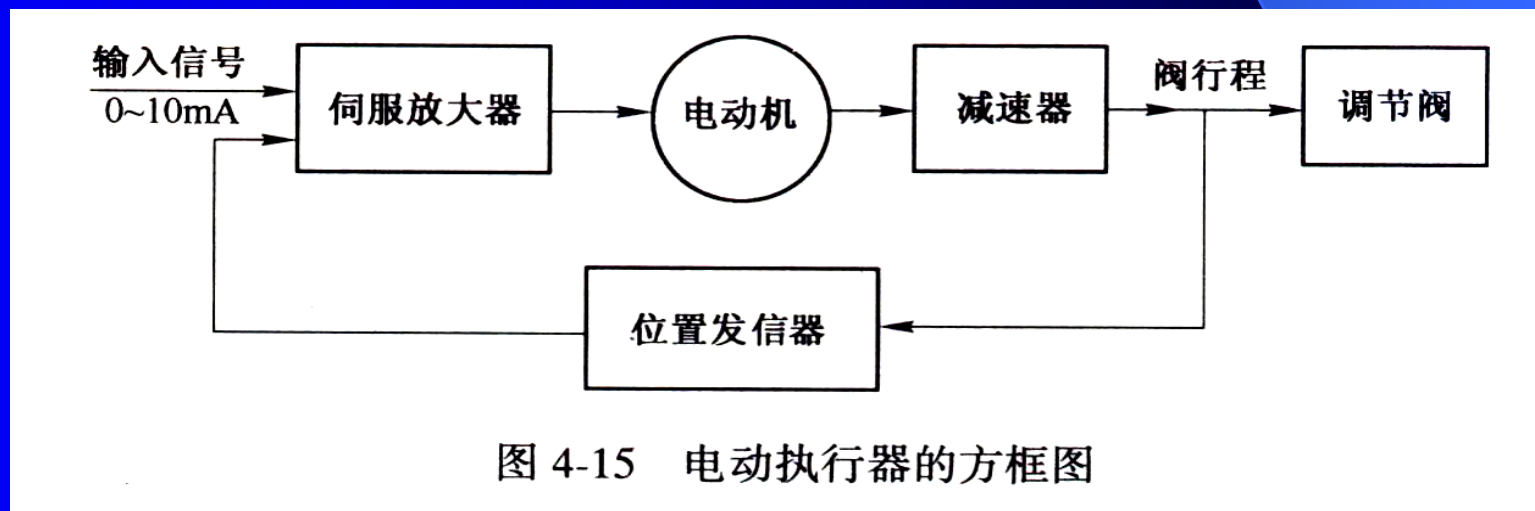 输入信号
0~10mA
伺服放大器
电动机
减速器
阀行程
调节阀
位置发信器
图 4-15 电动执行器的方框图